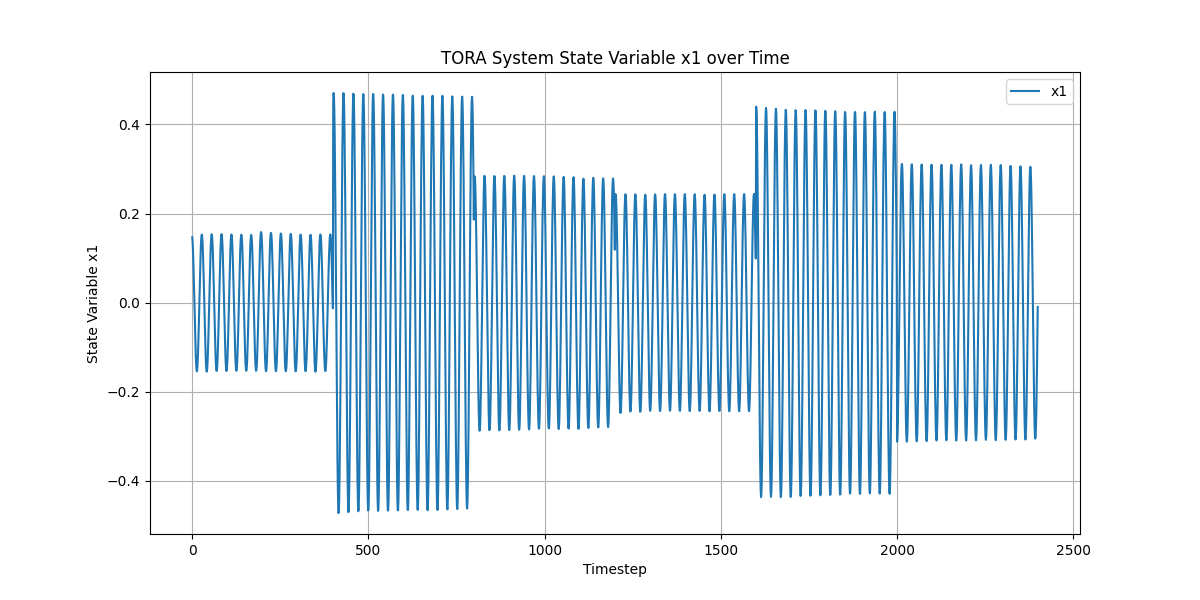 TORA System State Variable x1 over Time
x1
State Variable x1
0.4
0.2
0.0
−0.2
−0.4
0
500
1000
1500
2000
2500
Timestep